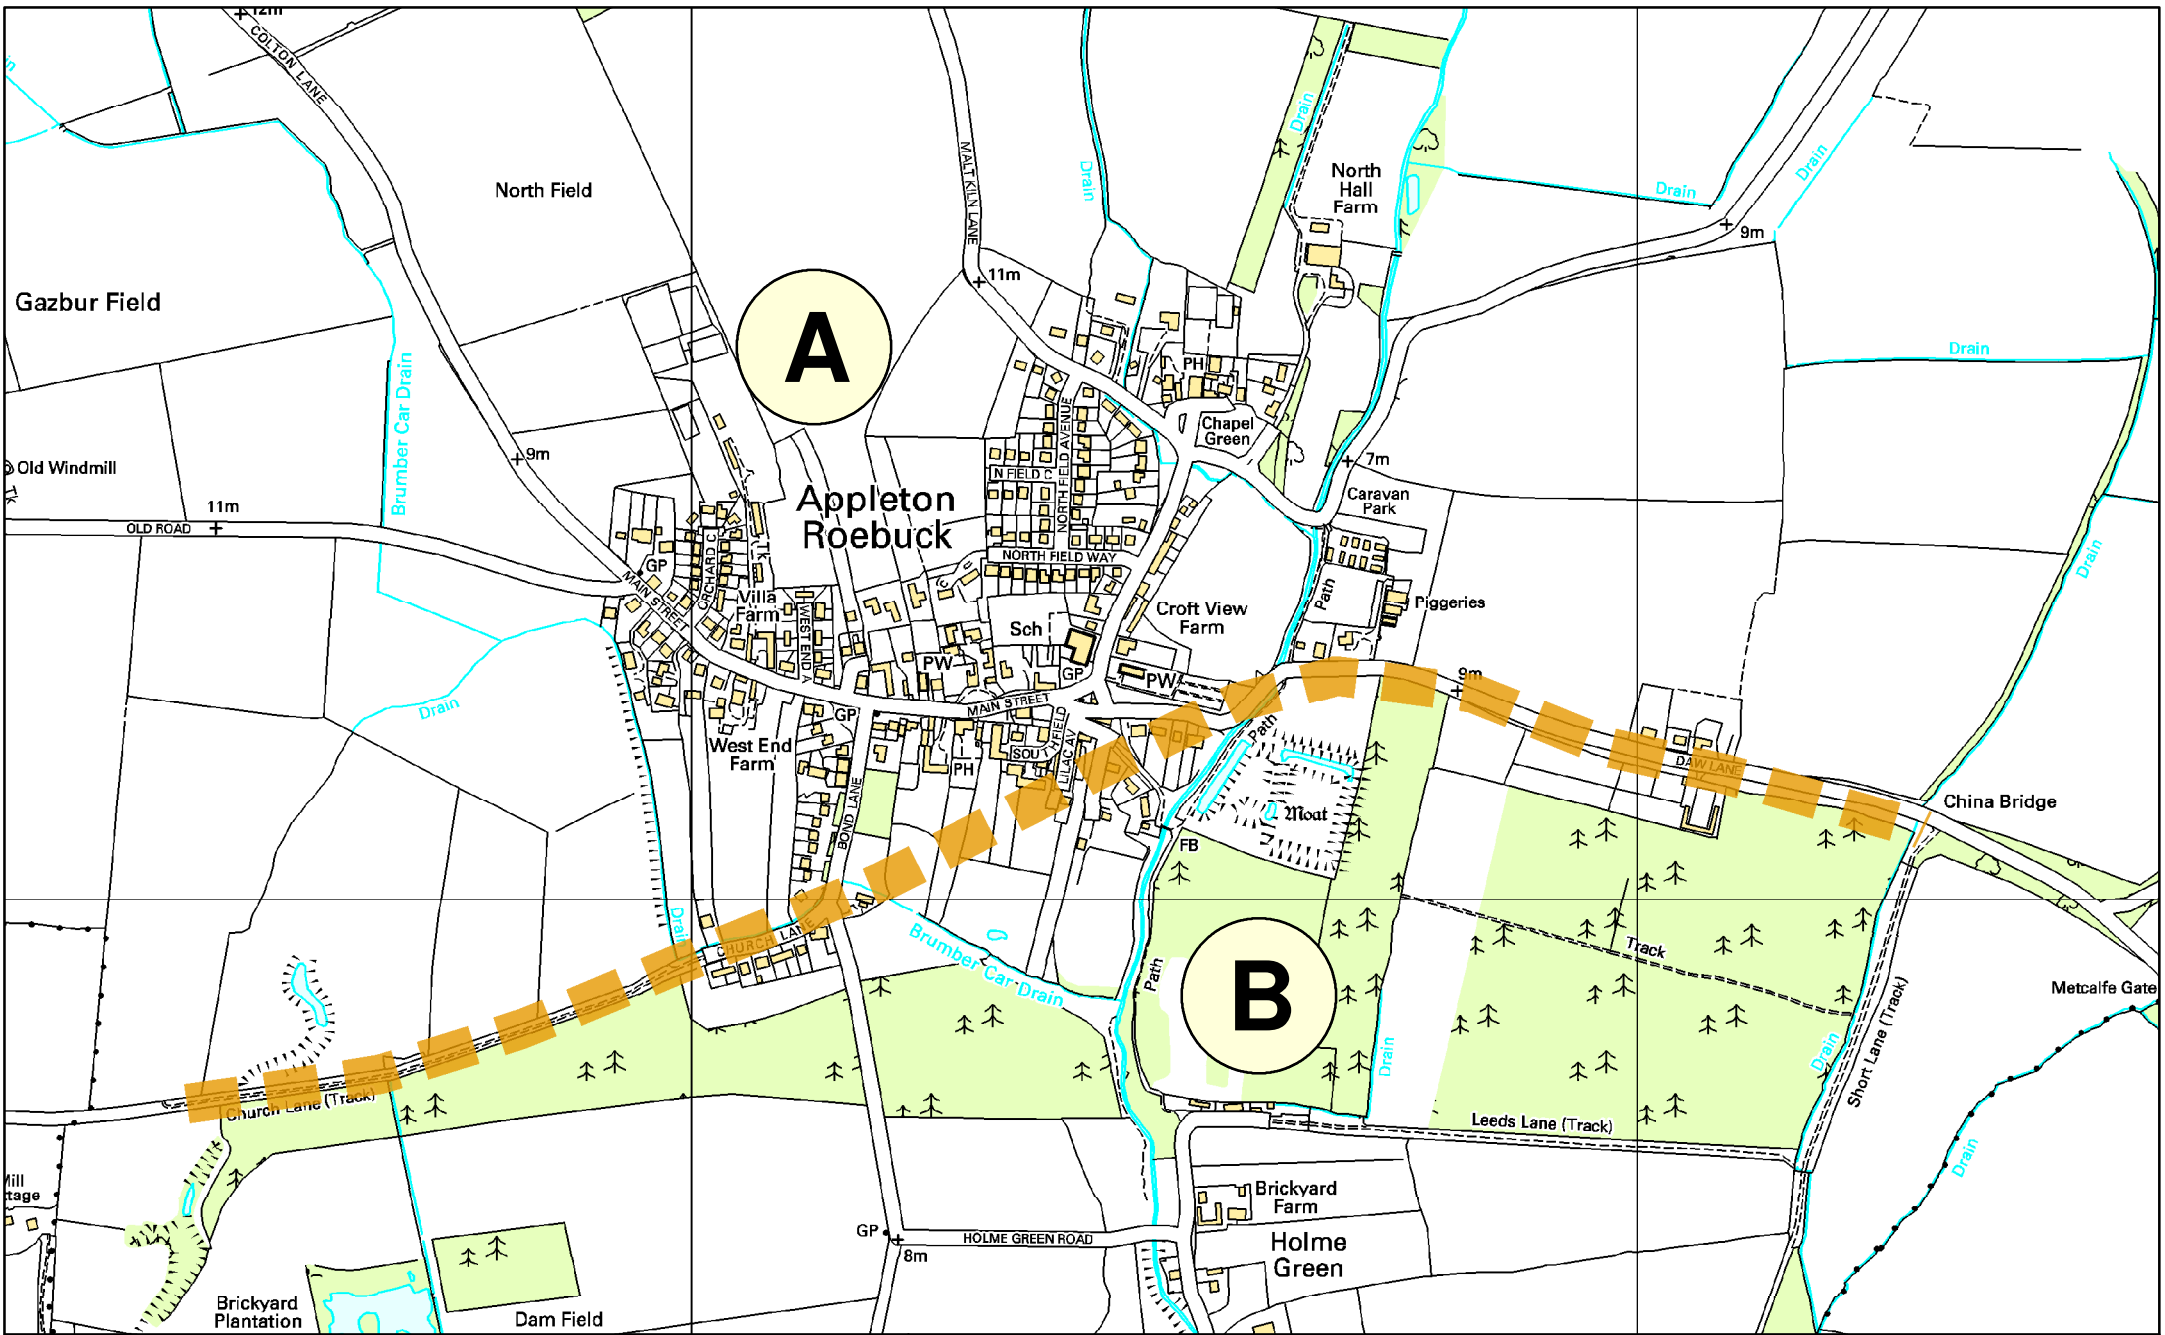 12m
COLTON LANE
North Field
Gazbur Field
MALT KILN LANE
11m
Drain
Drain
North
Hall
Farm
Drain
Drain
9m
Drain
A
Brumber Car Drain
Old Windmill
Tk
11m
OLD ROAD
9m
PH
Chapel
Green
NORTH FIELD AVENUE
N FIELD C
7m
Caravan
Park
Appleton
Roebuck
NORTH FIELD WAY
GP
ORCHARD C
Tk
MAIN STREET
Villa
Farm
WEST END A
Sch
Croft View
Farm
Path
Piggeries
Drain
PW
GP
PW
MAIN STREET
9m
Drain
GP
West End
Farm
PH
SOUTHFIELD
LILAC AV
Path
DAW LANE
China Bridge
Moat
BOND LANE
FB
Drain
CHURCH LANE
Brumber Car Drain
Path
B
Track
Metcalfe Gate
Short Lane (Track)
Drain
Drain
Church Lane (Track)
Leeds Lane (Track)
Drain
Mill
ttage
Brickyard
Farm
GP
8m
HOLME GREEN ROAD
Holme
Green
Brickyard
Plantation
Dam Field